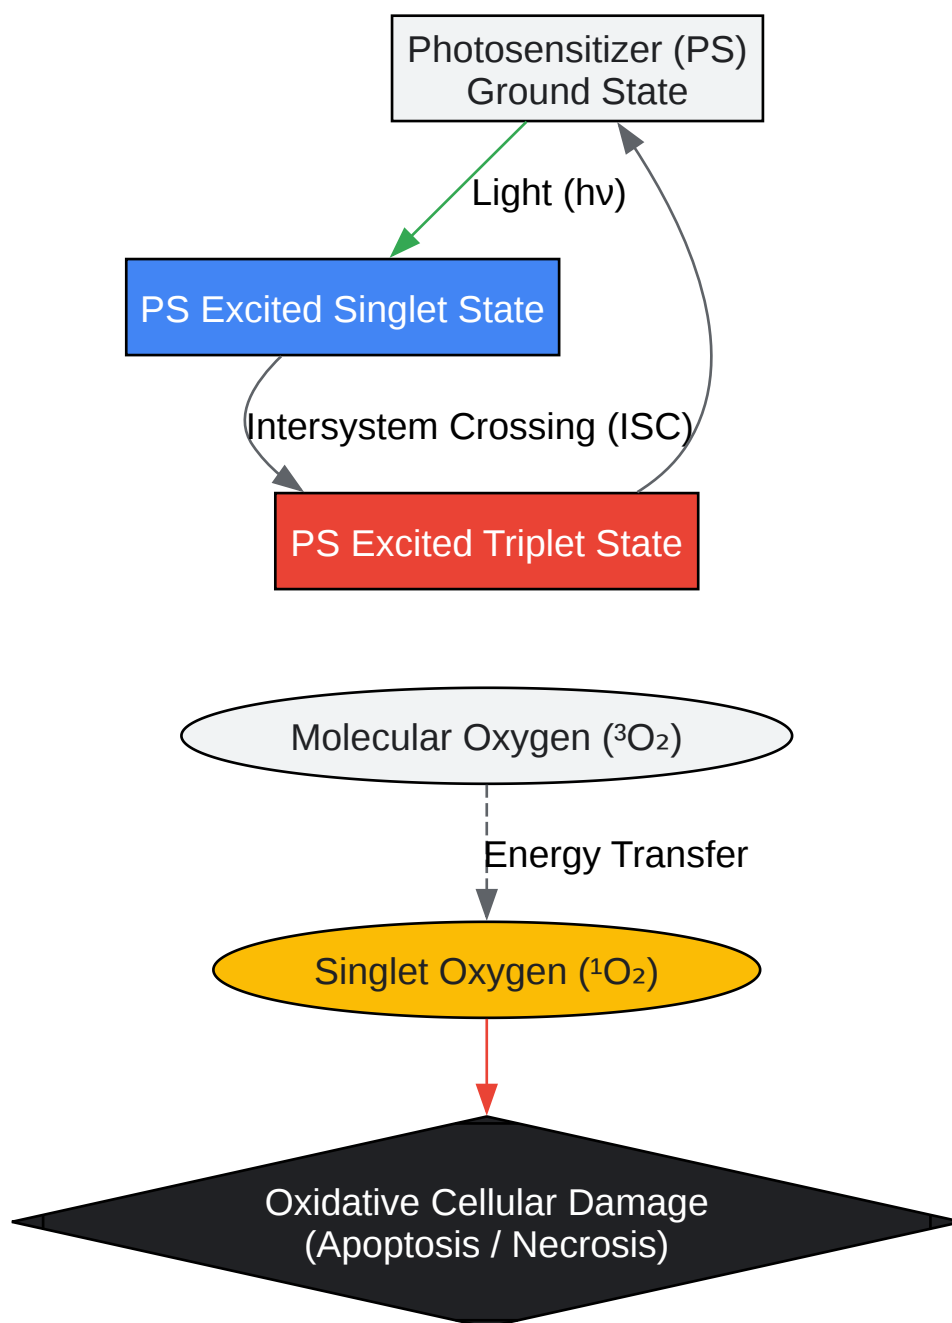 Photosensitizer (PS)
Ground State
Light (hν)
PS Excited Singlet State
Intersystem Crossing (ISC)
PS Excited Triplet State
Molecular Oxygen (³O₂)
Energy Transfer
Singlet Oxygen (¹O₂)
Oxidative Cellular Damage
(Apoptosis / Necrosis)